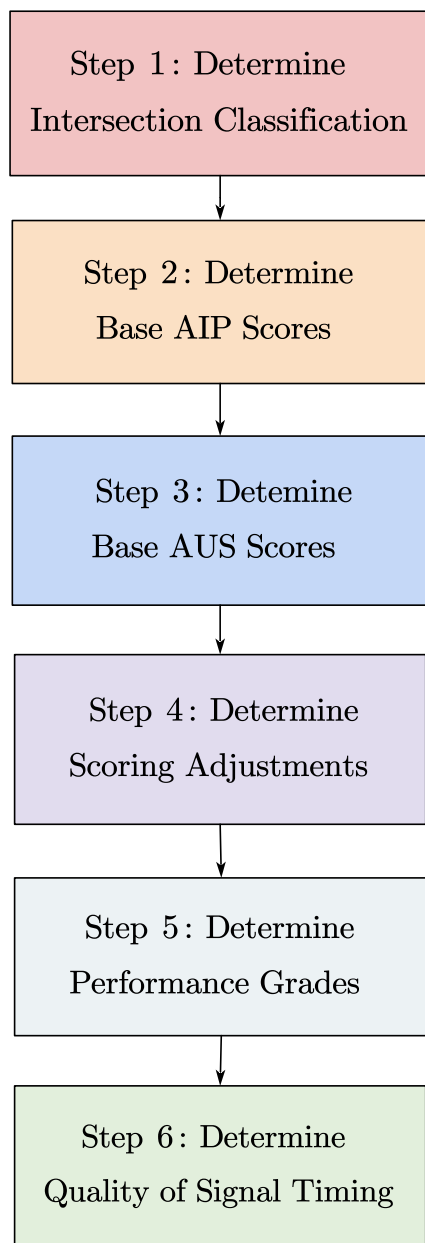 Step 1: Determine
Intersection Classification
Step 2: Determine
Base AIP Scores
Step 3: Detemine
Base AUS Scores
Step 4: Determine
Scoring Adjustments
Step 5: Determine
Performance Grades
Step 6: Determine
Quality of Signal Timing